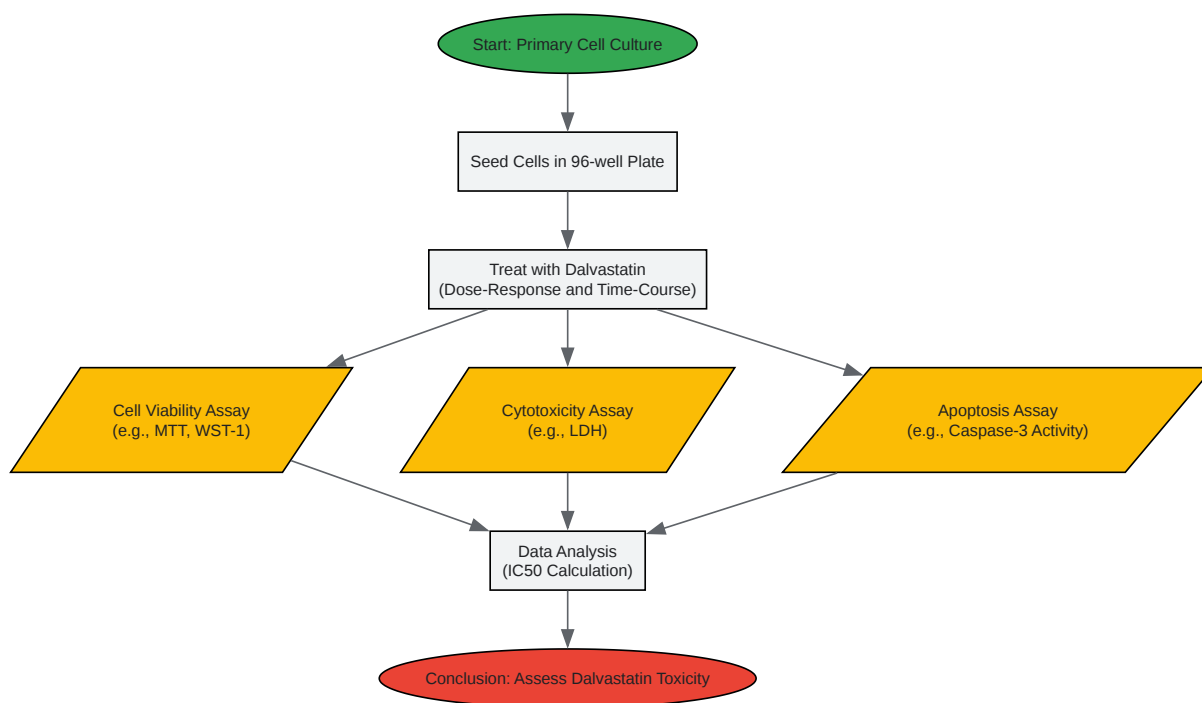 Start: Primary Cell Culture
Seed Cells in 96-well Plate
Treat with Dalvastatin
(Dose-Response and Time-Course)
Cell Viability Assay
(e.g., MTT, WST-1)
Cytotoxicity Assay
(e.g., LDH)
Apoptosis Assay
(e.g., Caspase-3 Activity)
Data Analysis
(IC50 Calculation)
Conclusion: Assess Dalvastatin Toxicity